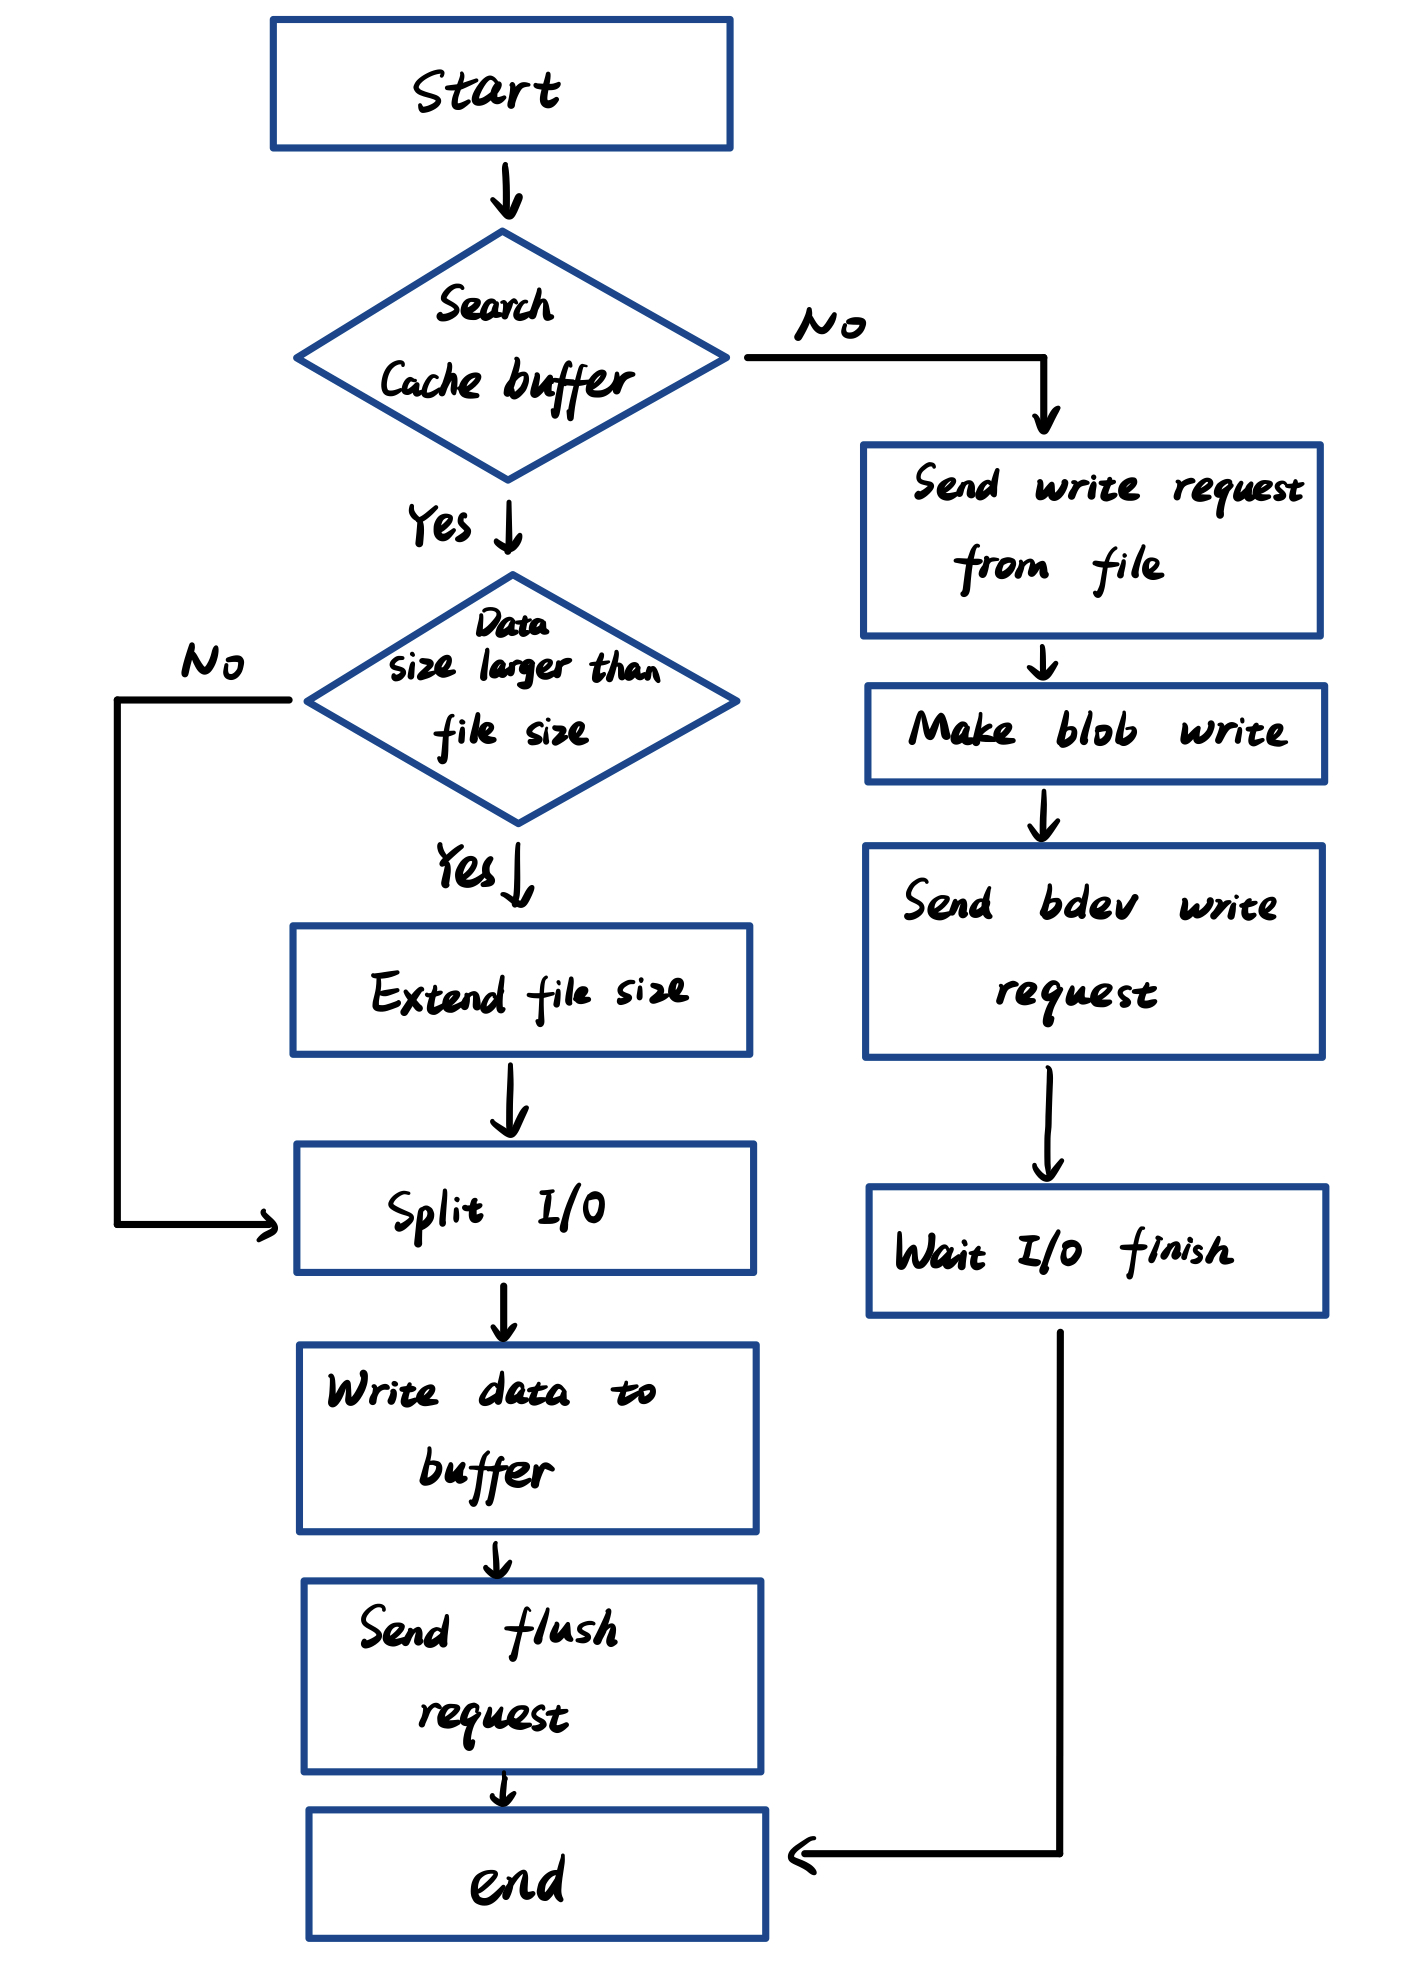 Start
Search
Cache buffer
No
Send write request
from file
Yes
Data
size larger than
file size
No
Make blob write
Yes
Send bdev write
request
Extend file size
Split I/O
Wait I/O finish
Write data to
buffer
Send flush
request
end